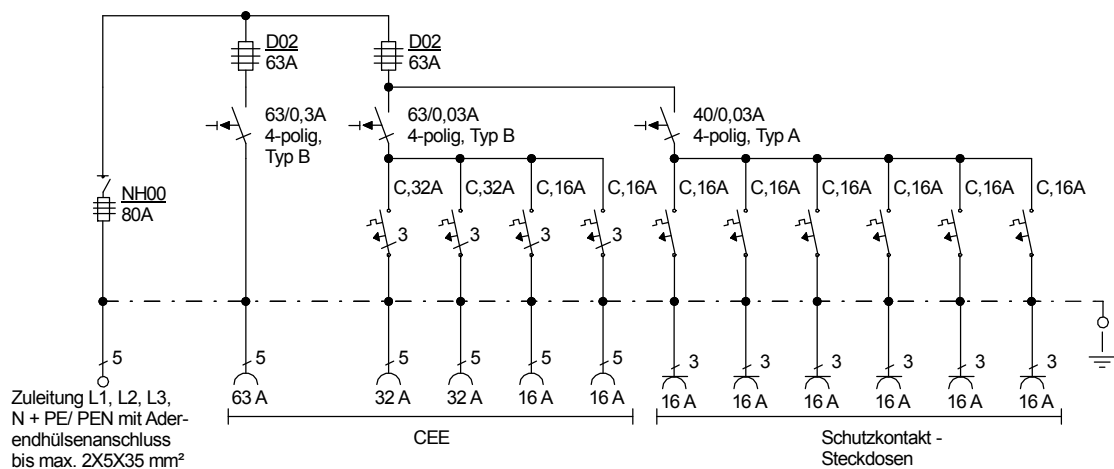 D02
63A
D02
63A
63/0,3A
4-polig,
Typ B
63/0,03A
4-polig, Typ B
40/0,03A
4-polig, Typ A
NH00
80A
C,32A
C,32A
C,16A
C,16A
C,16A
C,16A
C,16A
C,16A
C,16A
C,16A
3
3
3
3
5
5
5
5
5
5
3
3
3
3
3
3
63 A
32 A
32 A
16 A
16 A
16 A
16 A
16 A
16 A
16 A
16 A
Zuleitung L1, L2, L3,
N + PE/ PEN mit Ader-
endhülsenanschluss
bis max. 2X5X35 mm²
CEE
Schutzkontakt -
Steckdosen